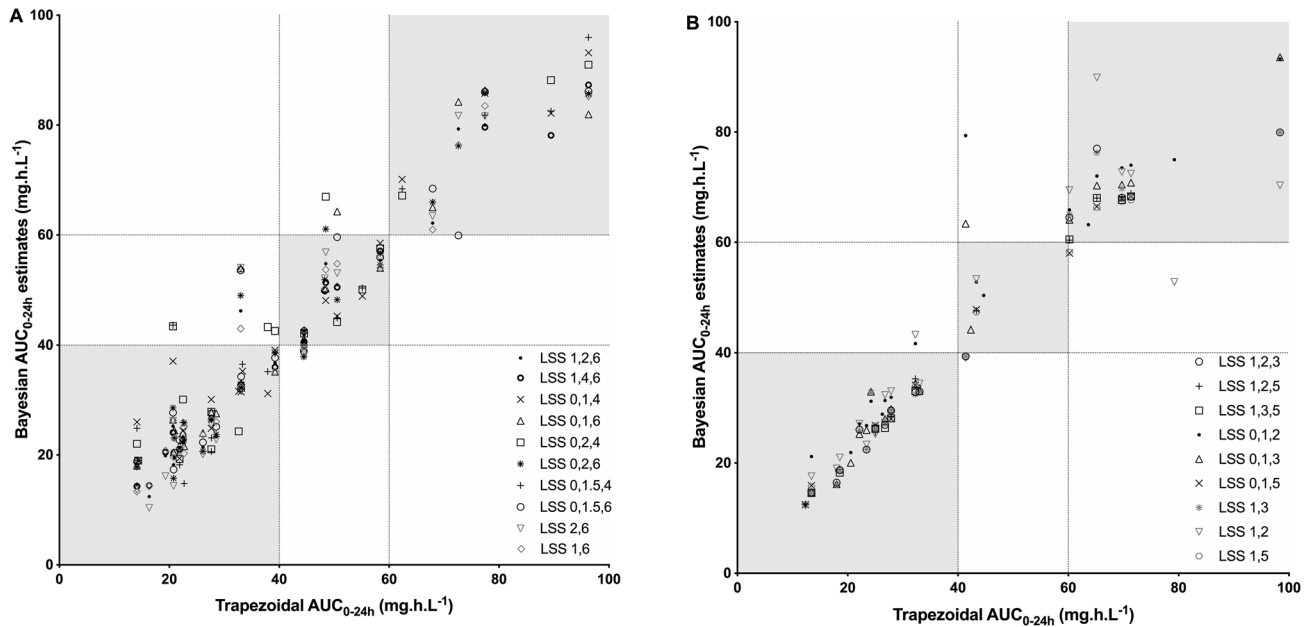 A
Bayesian AUC0-24h estimates (mg.h.L-1)
100
80
60
40
20
0
0 20 40 60 80 100
Trapezoidal AUC0-24h (mg.h.L-1)
LSS 1,2,6
LSS 1,4,6
LSS 0,1,4
LSS 0,1,6
LSS 0,2,4
LSS 0,2,6
LSS 0,1.5,4
LSS 0,1.5,6
LSS 2,6
LSS 1,6
B
Bayesian AUC0-24h estimates (mg.h.L-1)
100
80
60
40
20
0
0 20 40 60 80 100
Trapezoidal AUC0-24h (mg.h.L-1)
LSS 1,2,3
LSS 1,2,5
LSS 1,3,5
LSS 0,1,2
LSS 0,1,3
LSS 0,1,5
LSS 1,3
LSS 1,2
LSS 1,5